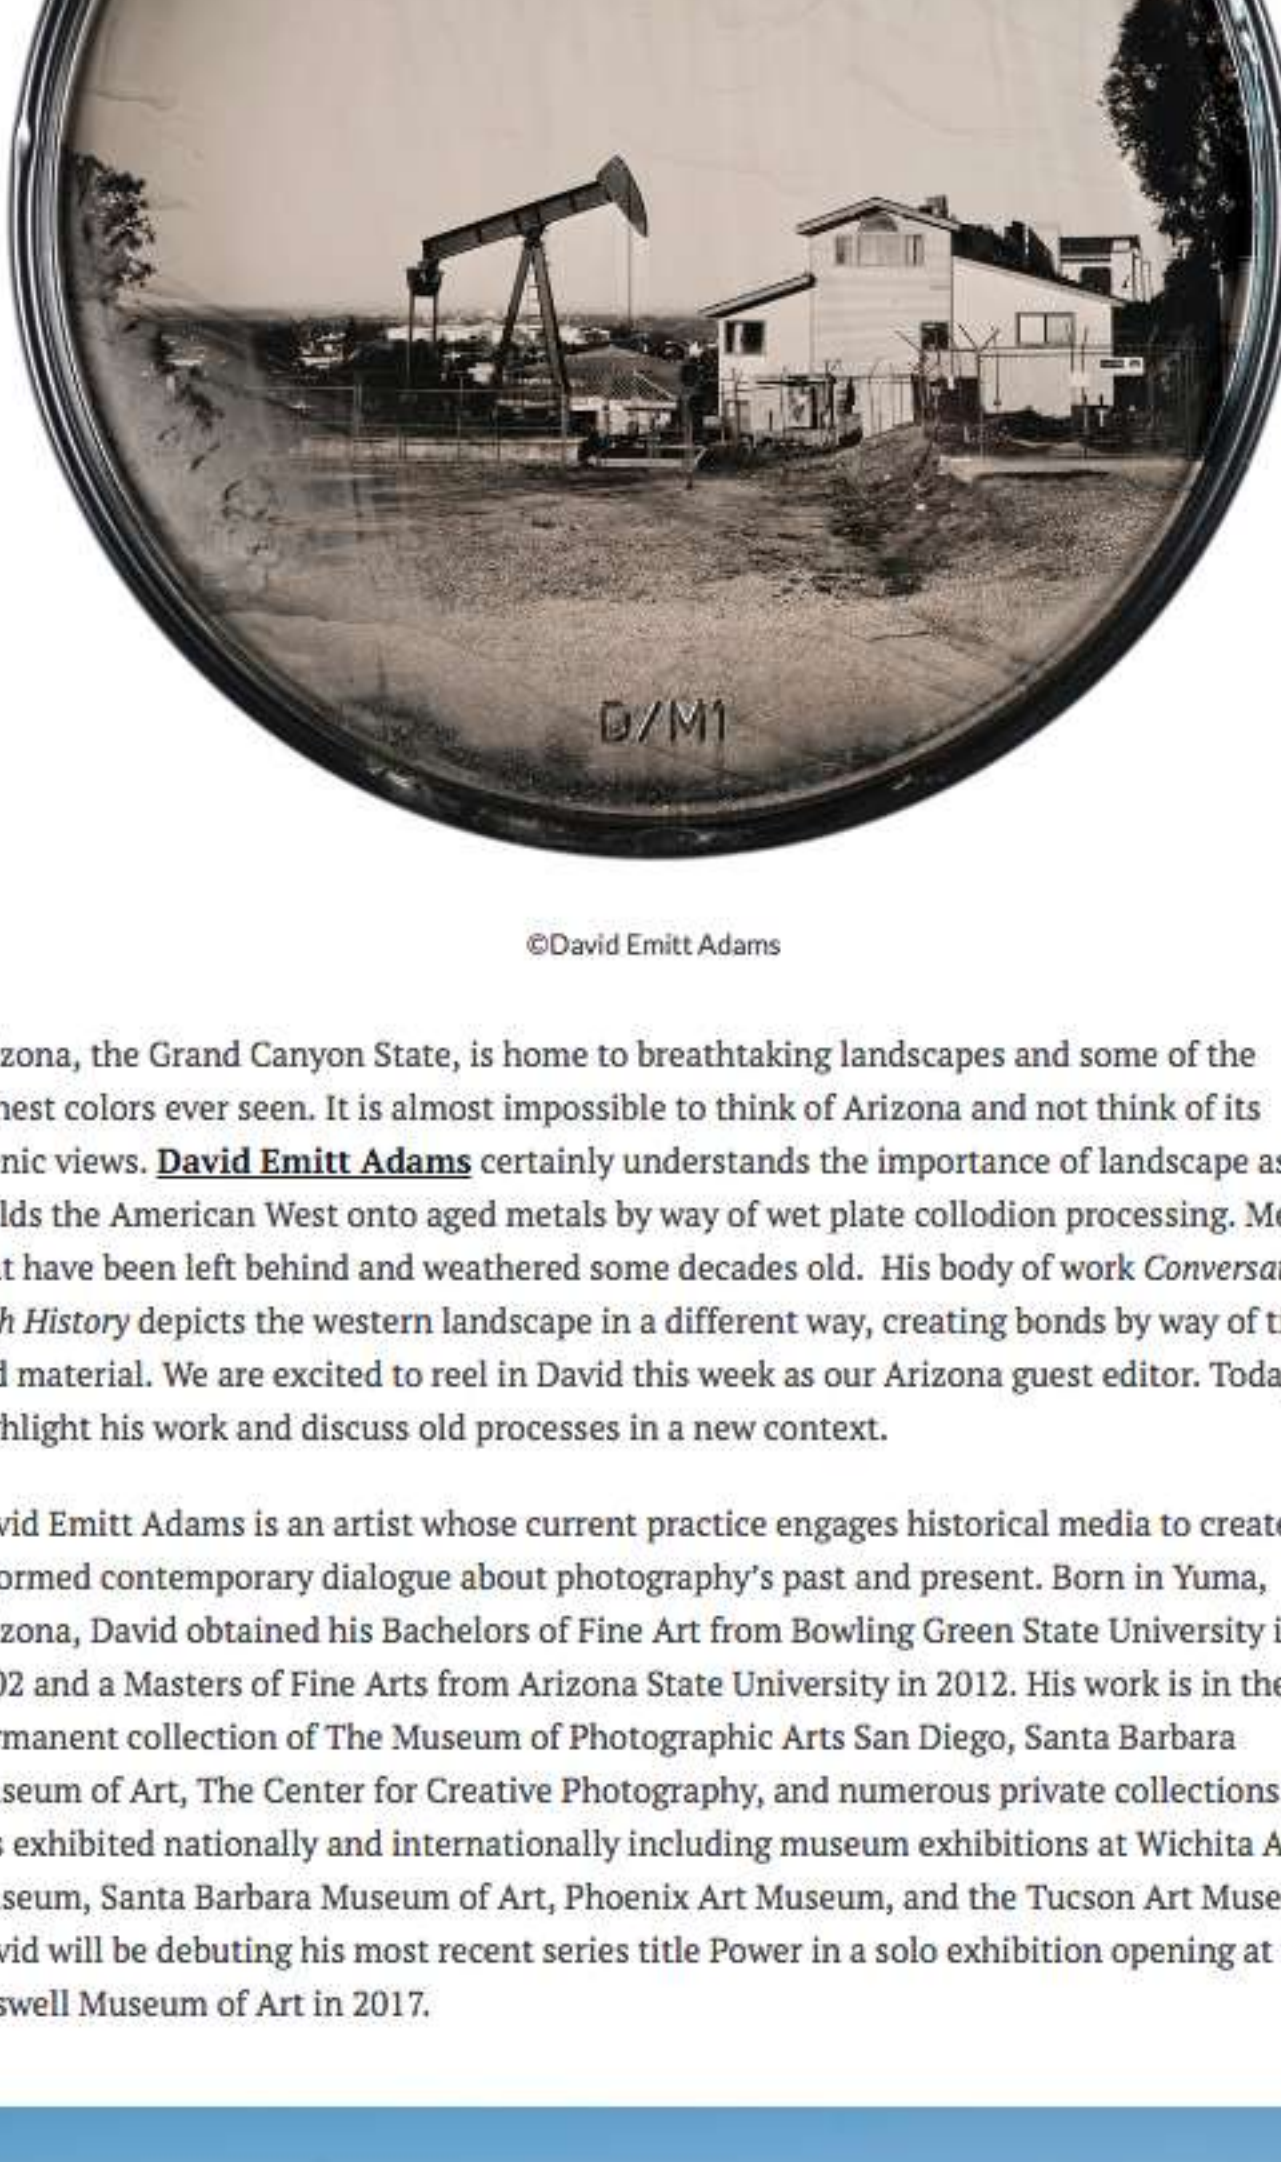 D/M1
©David Emitt Adams
zona, the Grand Canyon State, is home to breathtaking landscapes and some of the
nest colors ever seen. It is almost impossible to think of Arizona and not think of its
nic views. David Emitt Adams certainly understands the importance of landscape as
lds the American West onto aged metals by way of wet plate collodion processing. Me
t have been left behind and weathered some decades old. His body of work Conversa
h History depicts the western landscape in a different way, creating bonds by way of ti
d material. We are excited to reel in David this week as our Arizona guest editor. Toda
hlight his work and discuss old processes in a new context.
vid Emitt Adams is an artist whose current practice engages historical media to create
ormed contemporary dialogue about photography's past and present. Born in Yuma,
zona, David obtained his Bachelors of Fine Art from Bowling Green State University i
02 and a Masters of Fine Arts from Arizona State University in 2012. His work is in the
rmanent collection of The Museum of Photographic Arts San Diego, Santa Barbara
seum of Art, The Center for Creative Photography, and numerous private collections
s exhibited nationally and internationally including museum exhibitions at Wichita A
seum, Santa Barbara Museum of Art, Phoenix Art Museum, and the Tucson Art Muse
vid will be debuting his most recent series title Power in a solo exhibition opening at
swell Museum of Art in 2017.